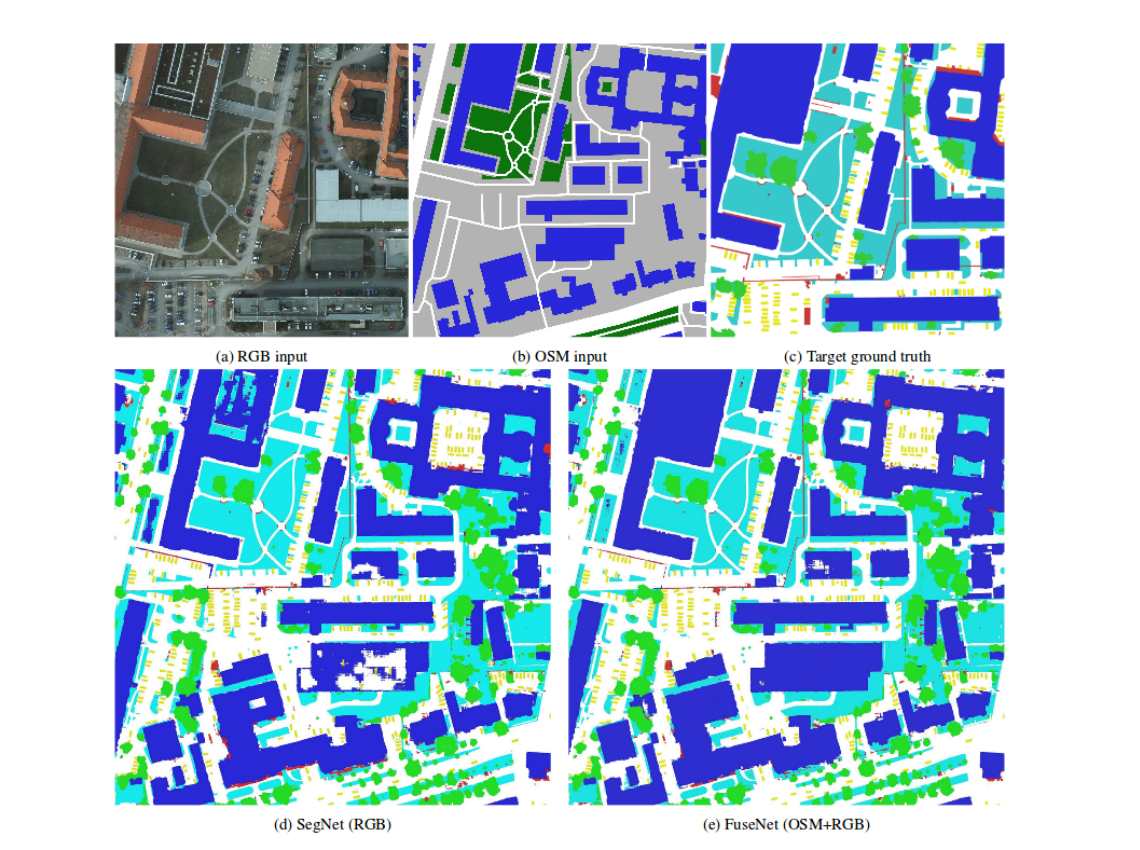 (a) RGB input
(b) OSM input
(c) Target ground truth
(d) SegNet (RGB)
(e) FuseNet (OSM+RGB)